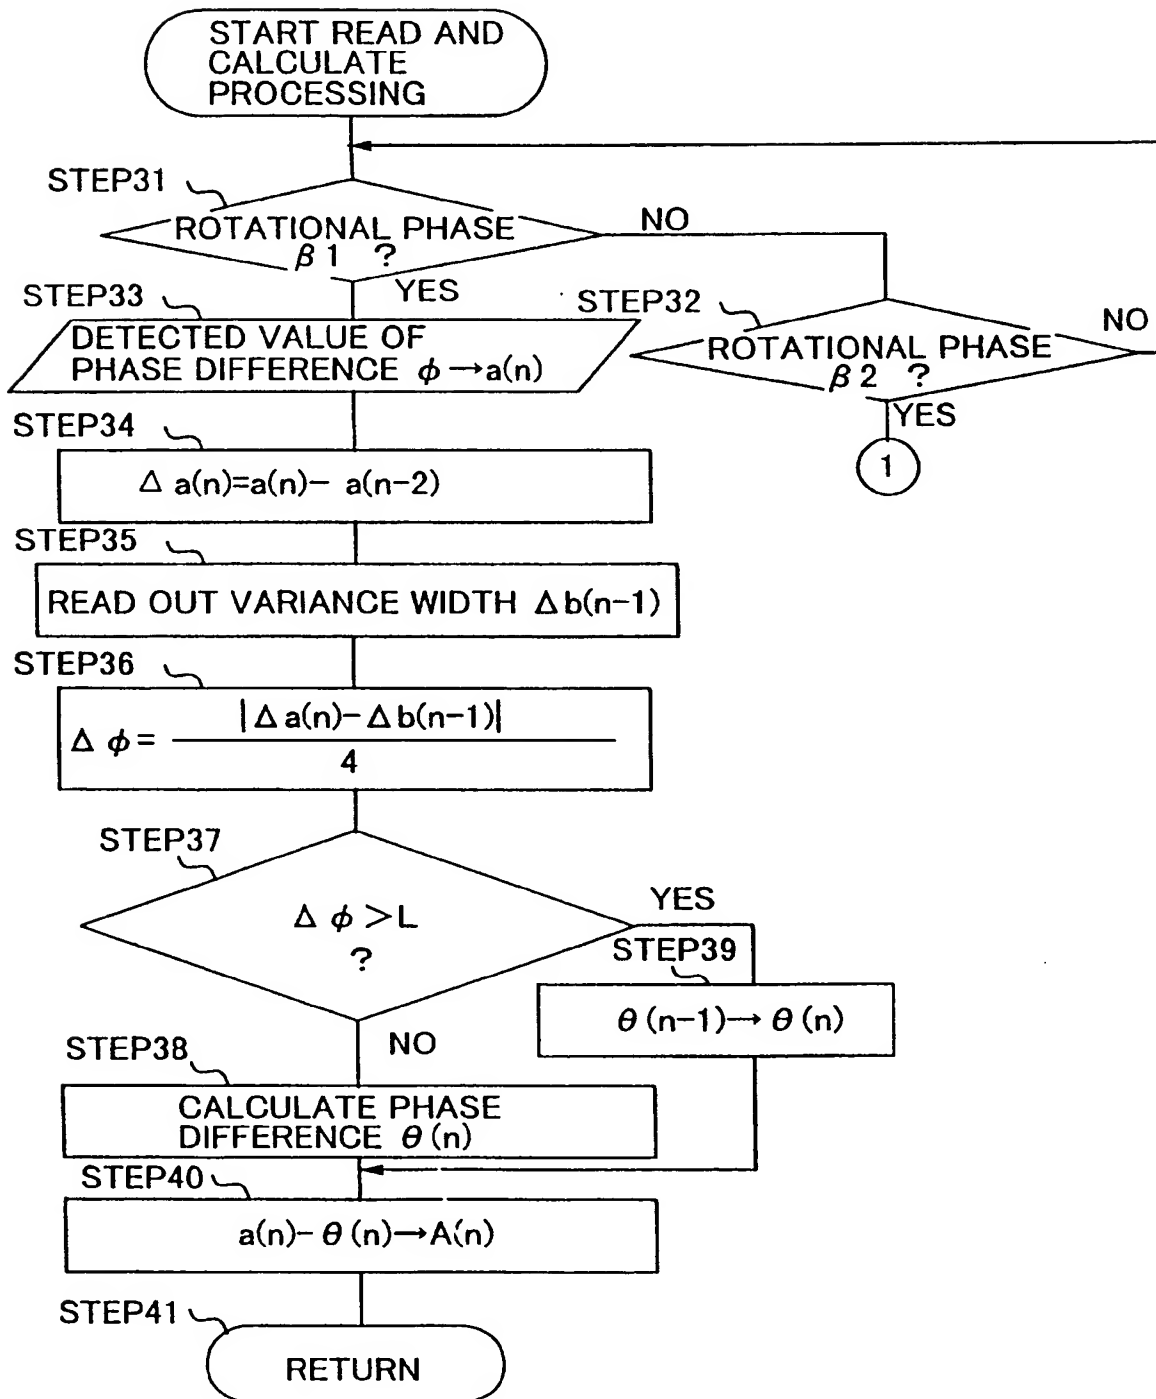 START READ AND
CALCULATE
PROCESSING
STEP31
ROTATIONAL PHASE
β1 ?
NO
YES
STEP32
ROTATIONAL PHASE
β2 ?
NO
YES
1
STEP33
DETECTED VALUE OF
PHASE DIFFERENCE φ→a(n)
STEP34
Δ a(n)=a(n)- a(n-2)
STEP35
READ OUT VARIANCE WIDTH Δb(n-1)
STEP36
Δ φ = |Δ a(n)-Δ b(n-1)|
4
STEP37
Δ φ >L
?
YES
STEP39
θ (n-1)→ θ (n)
NO
STEP38
CALCULATE PHASE
DIFFERENCE θ (n)
STEP40
a(n)- θ (n)→A(n)
STEP41
RETURN